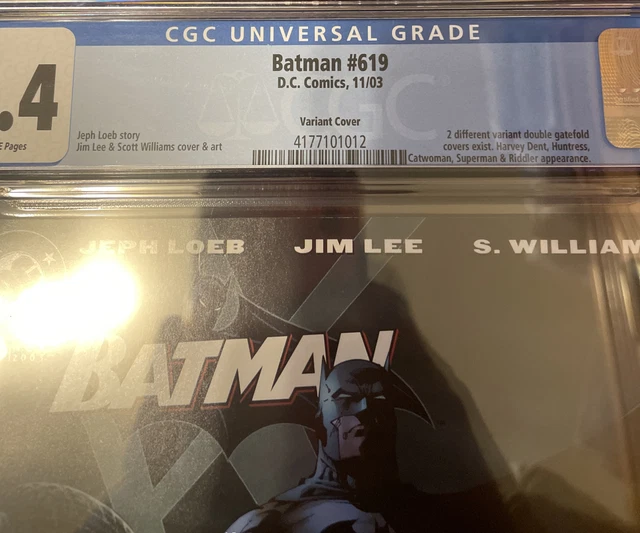 CGC UNIVERSAL GRADE
Batman #619
D.C. Comics, 11/03
.4
Variant Cover
Pages
Jeph Loeb story
Jim Lee & Scott Williams cover & art
4177101012
2 different variant double gatefold
covers exist. Harvey Dent, Huntress,
Catwoman, Superman & Riddler appearance.
JEPH LOEB JIM LEE S. WILLIAM
BATMAN